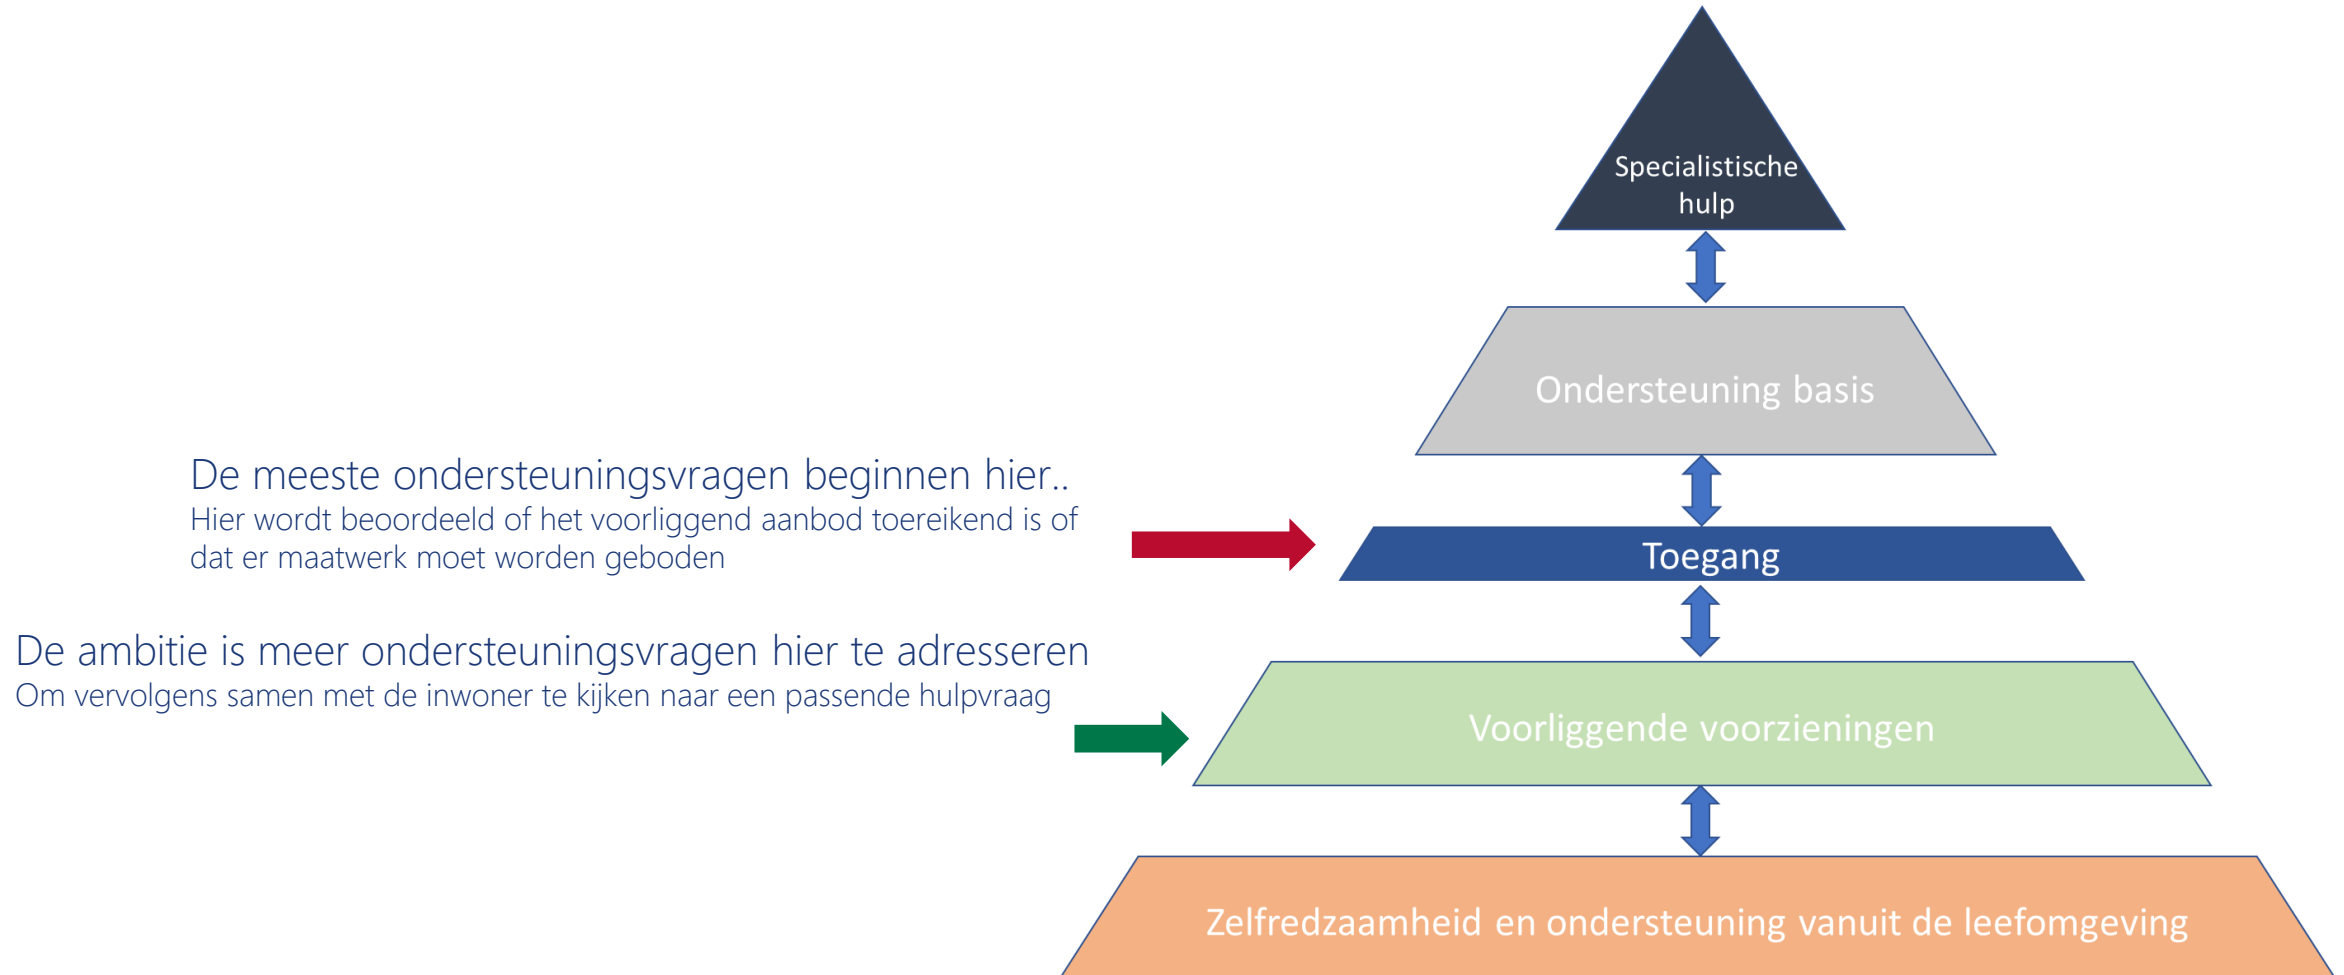 Specialistische
hulp
Ondersteuning basis
De meeste ondersteuningsvragen beginnen hier..
Hier wordt beoordeeld of het voorliggend aanbod toereikend is of
dat er maatwerk moet worden geboden
Toegang
De ambitie is meer ondersteuningsvragen hier te adresseren
Om vervolgens samen met de inwoner te kijken naar een passende hulpvraag
Voorliggende voorzieningen
Zelfredzaamheid en ondersteuning vanuit de leefomgeving